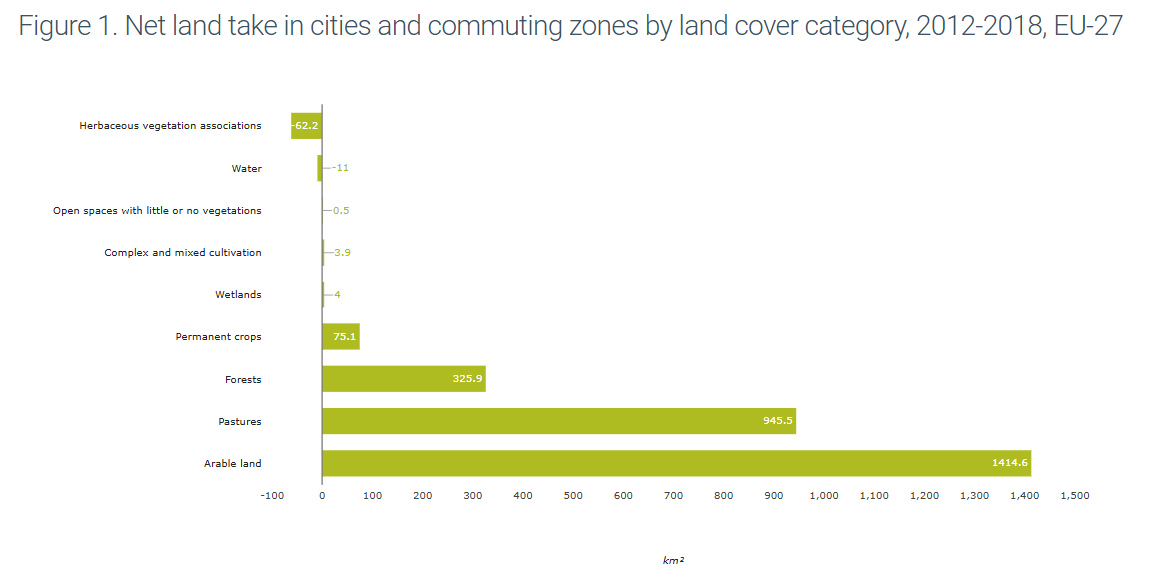 Figure 1. Net land take in cities and commuting zones by land cover category, 2012-2018, EU-27
Herbaceous vegetation associations
-62.2
Water
-11
Open spaces with little or no vegetations
0.5
Complex and mixed cultivation
3.9
Wetlands
4
Permanent crops
75.1
Forests
325.9
Pastures
945.5
Arable land
1414.6
-100 0 100 200 300 400 500 600 700 800 900 1,000 1,100 1,200 1,300 1,400 1,500
km²